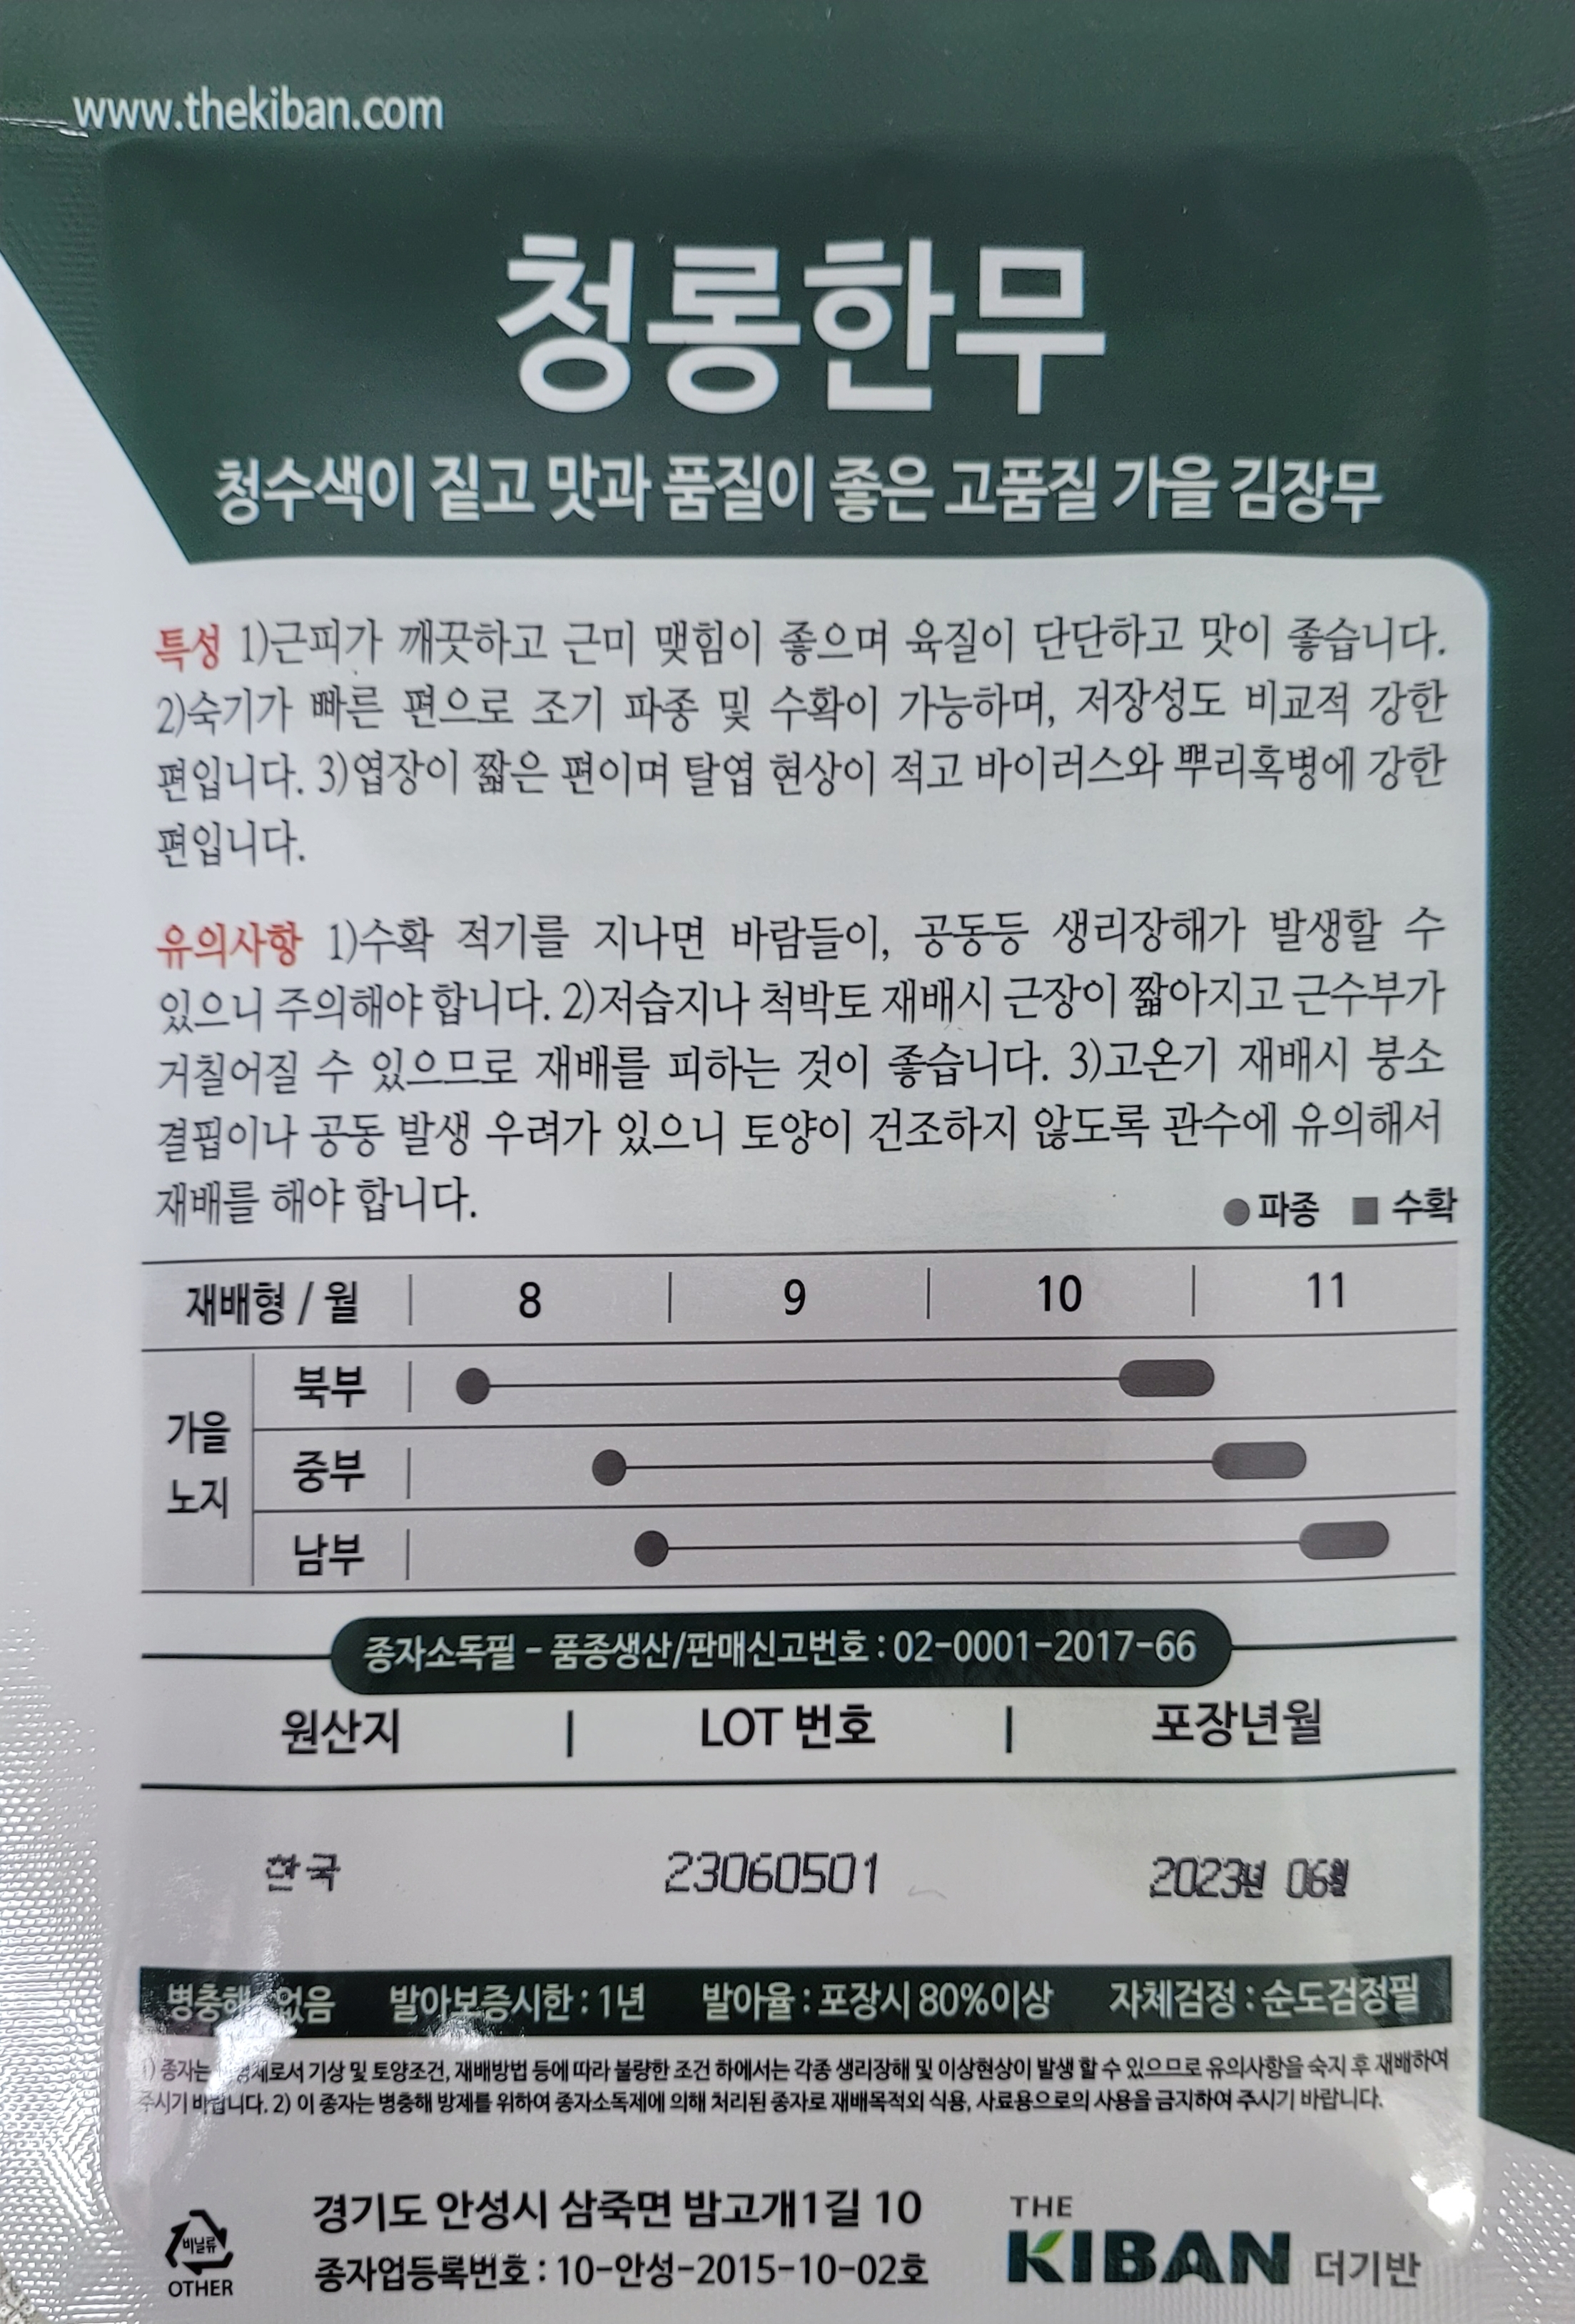 www.thekiban.com
청롱한무
청수색이 짙고 맛과 품질이 좋은 고품질 가을 김장무
특성 1)근피가 깨끗하고 근미 맺힘이 좋으며 육질이 단단하고 맛이 좋습니다.
2)숙기가 빠른 편으로 조기 파종 및 수확이 가능하며, 저장성도 비교적 강한
편입니다. 3)엽장이 짧은 편이며 탈엽 현상이 적고 바이러스와 뿌리혹병에 강한
편입니다.
유의사항 1)수확 적기를 지나면 바람들이, 공동등 생리장해가 발생할 수
있으니 주의해야 합니다. 2)저습지나 척박토 재배시 근장이 짧아지고 근수부가
거칠어질 수 있으므로 재배를 피하는 것이 좋습니다. 3)고온기 재배시 붕소
결핍이나 공동 발생 우려가 있으니 토양이 건조하지 않도록 관수에 유의해서
재배를 해야 합니다.
●파종 ■ 수확
재배형 / 월 | 8 | 9 | 10 | 11
가을
노지
북부
중부
남부
종자소독필 - 품종생산/판매신고번호 : 02-0001-2017-66
원산지 | LOT 번호 | 포장년월
한국 23060501 2023년 06월
병충해 없음 발아보증시한 : 1년 발아율 : 포장시 80%이상 자체검정 : 순도검정필
1) 종자는 로서 기상 및 토양조건, 재배방법 등에 따라 불량한 조건 하에서는 각종 생리장해 및 이상현상이 발생 할 수 있으므로 유의사항을 숙지 후 재배하여
주시기 바랍니다. 2) 이 종자는 병충해 방제를 위하여 종자소독제에 의해 처리된 종자로 재배목적외 식용, 사료용으로의 사용을 금지하여 주시기 바랍니다.
비닐류
OTHER
경기도 안성시 삼죽면 밤고개1길 10
종자업등록번호 : 10-안성-2015-10-02호
THE
KIBAN 더기반